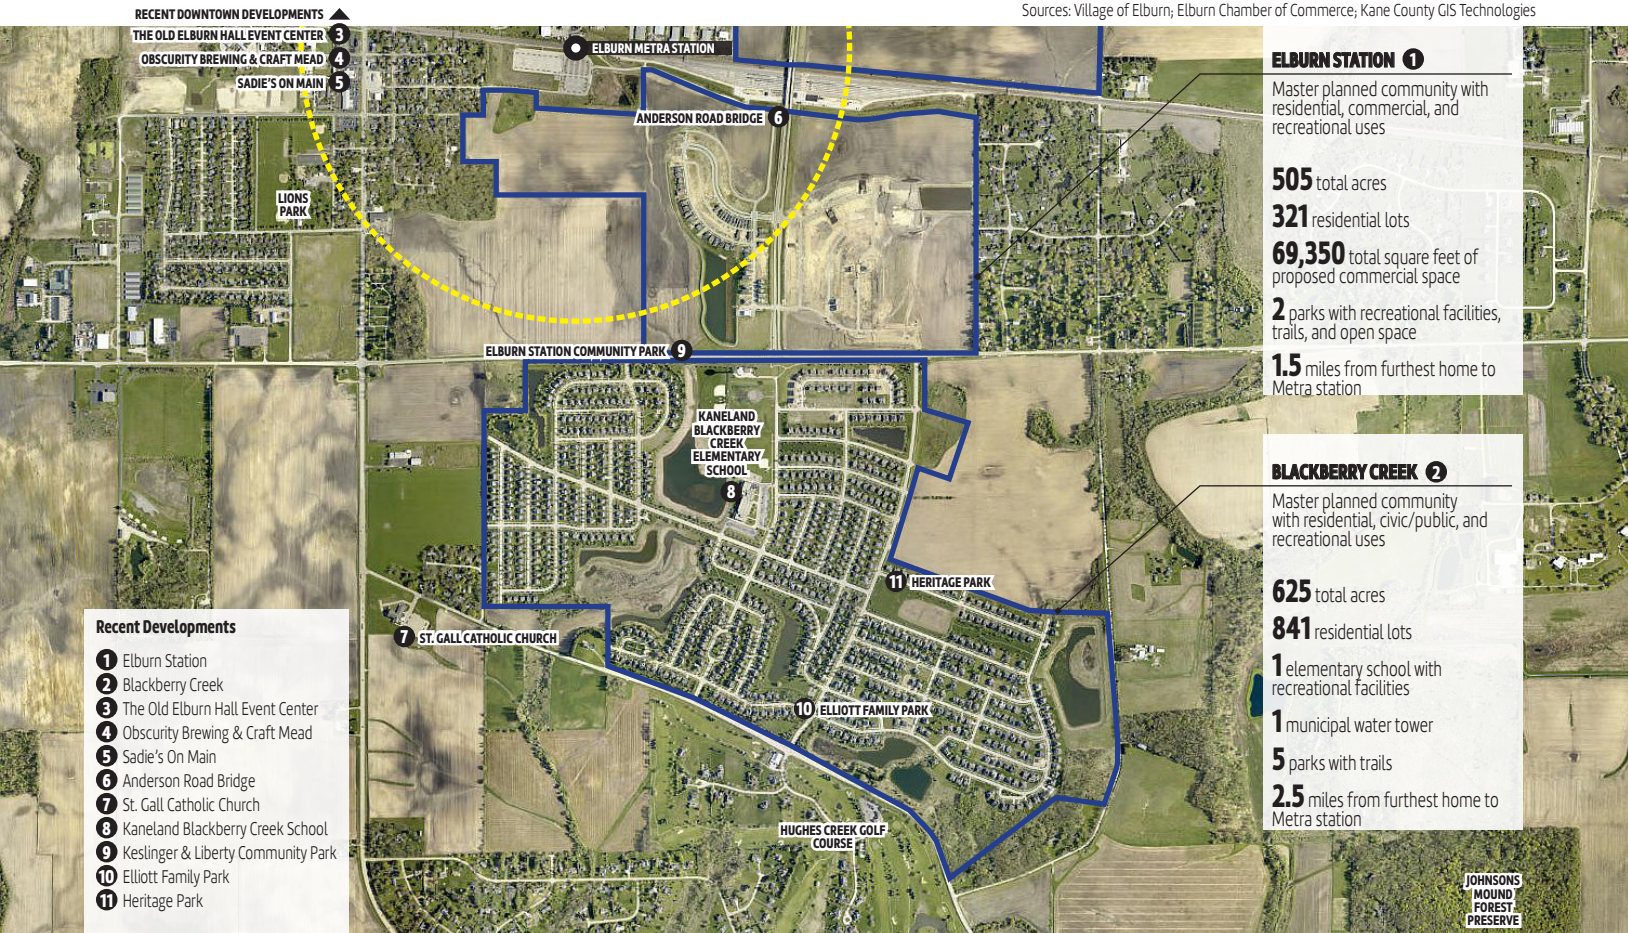 Sources: Village of Elburn; Elburn Chamber of Commerce; Kane County GIS Technologies
RECENT DOWNTOWN DEVELOPMENTS
THE OLD ELBURN HALL EVENT CENTER 3
OBSCURITY BREWING & CRAFT MEAD 4
SADIE'S ON MAIN 5
ELBURN METRA STATION
ANDERSON ROAD BRIDGE 6
LIONS
PARK
ELBURN STATION COMMUNITY PARK 9
KANELAND
BLACKBERRY
CREEK
ELEMENTARY
SCHOOL
8
11 HERITAGE PARK
7 ST. GALL CATHOLIC CHURCH
10 ELLIOTT FAMILY PARK
HUGHES CREEK GOLF
COURSE
JOHNSONS
MOUND
FOREST
PRESERVE
ELBURN STATION 1
Master planned community with
residential, commercial, and
recreational uses
505 total acres
321 residential lots
69,350 total square feet of
proposed commercial space
2 parks with recreational facilities,
trails, and open space
1.5 miles from furthest home to
Metra station
BLACKBERRY CREEK 2
Master planned community
with residential, civic/public, and
recreational uses
625 total acres
841 residential lots
1 elementary school with
recreational facilities
1 municipal water tower
5 parks with trails
2.5 miles from furthest home to
Metra station
Recent Developments
1 Elburn Station
2 Blackberry Creek
3 The Old Elburn Hall Event Center
4 Obscurity Brewing & Craft Mead
5 Sadie's On Main
6 Anderson Road Bridge
7 St. Gall Catholic Church
8 Kaneland Blackberry Creek School
9 Keslinger & Liberty Community Park
10 Elliott Family Park
11 Heritage Park